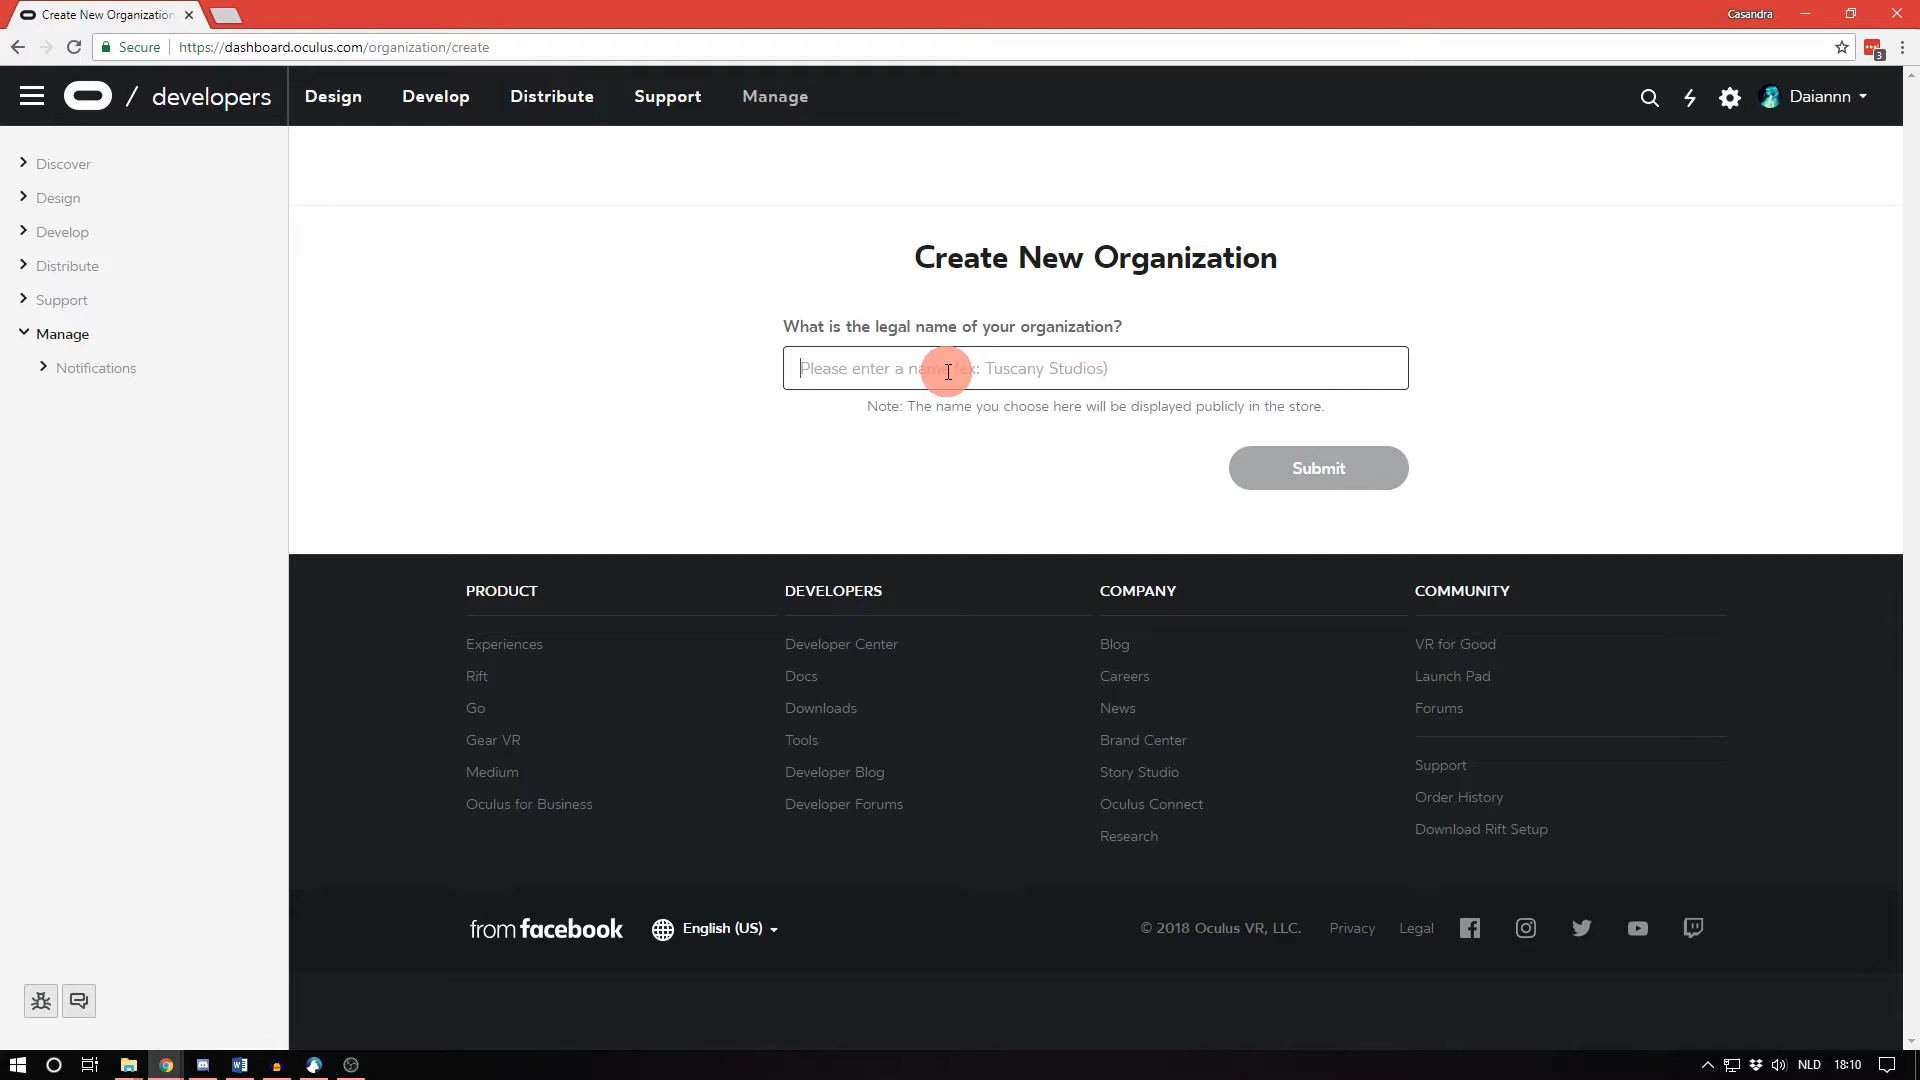 Create New Organization
Casandra
Secure
https://dashboard.oculus.com/organization/create
3
/ developers
Design
Develop
Distribute
Support
Manage
Daiannn
Discover
Design
Develop
Distribute
Support
Manage
Notifications
Create New Organization
What is the legal name of your organization?
Please enter a name (ex: Tuscany Studios)
Note: The name you choose here will be displayed publicly in the store.
Submit
PRODUCT
Experiences
Rift
Go
Gear VR
Medium
Oculus for Business
DEVELOPERS
Developer Center
Docs
Downloads
Tools
Developer Blog
Developer Forums
COMPANY
Blog
Careers
News
Brand Center
Story Studio
Oculus Connect
Research
COMMUNITY
VR for Good
Launch Pad
Forums
Support
Order History
Download Rift Setup
from facebook
English (US)
© 2018 Oculus VR, LLC.
Privacy
Legal
NLD
18:10